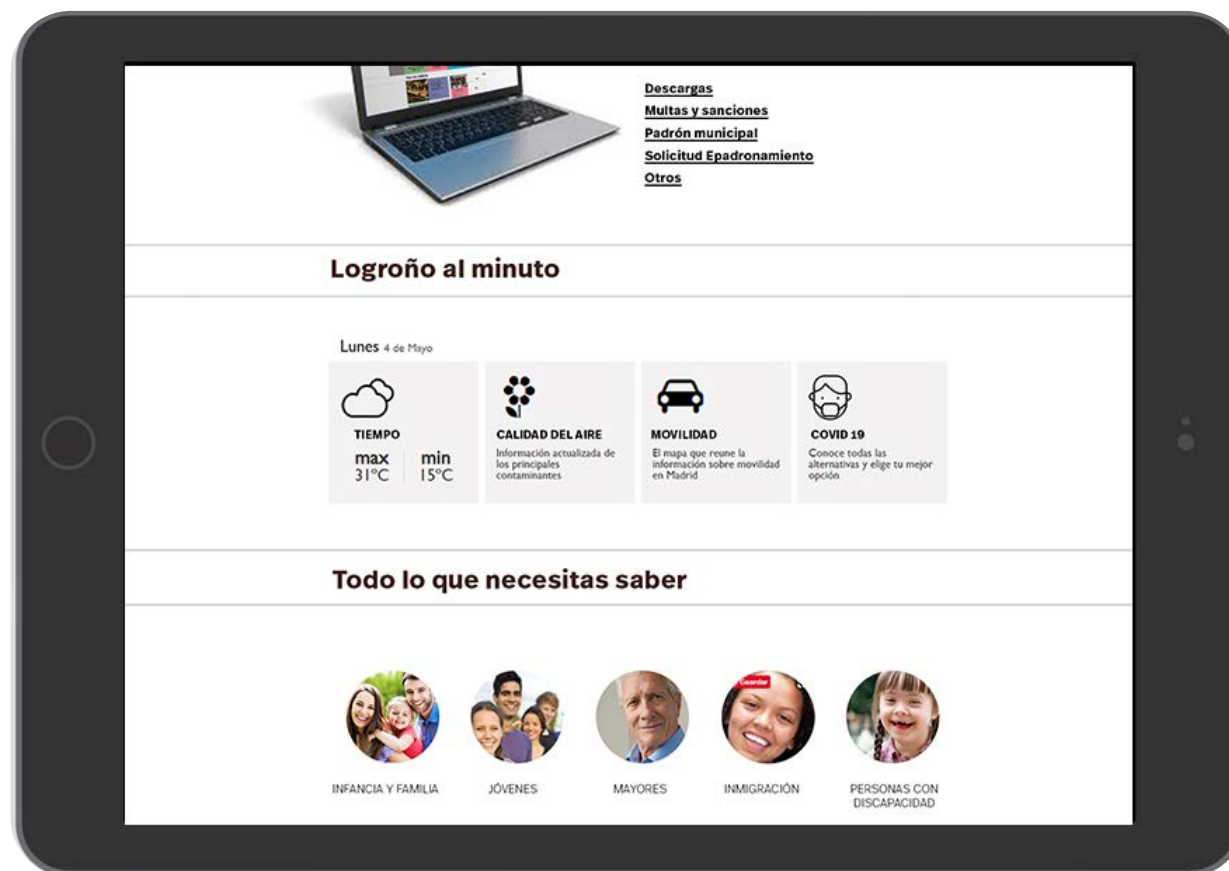 Descargas
Multas y sanciones
Padrón municipal
Solicitud Epadronamiento
Otros
Logroño al minuto
Lunes 4 de Mayo
TIEMPO
max min
31ºC 15ºC
CALIDAD DEL AIRE
Información actualizada de
los principales
contaminantes
MOVILIDAD
El mapa que reune la
información sobre movilidad
en Madrid
COVID 19
Conoce todas las
alternativas y elige tu mejor
opción
Todo lo que necesitas saber
Guardar
INFANCIA Y FAMILIA
JÓVENES
MAYORES
INMIGRACIÓN
PERSONAS CON
DISCAPACIDAD